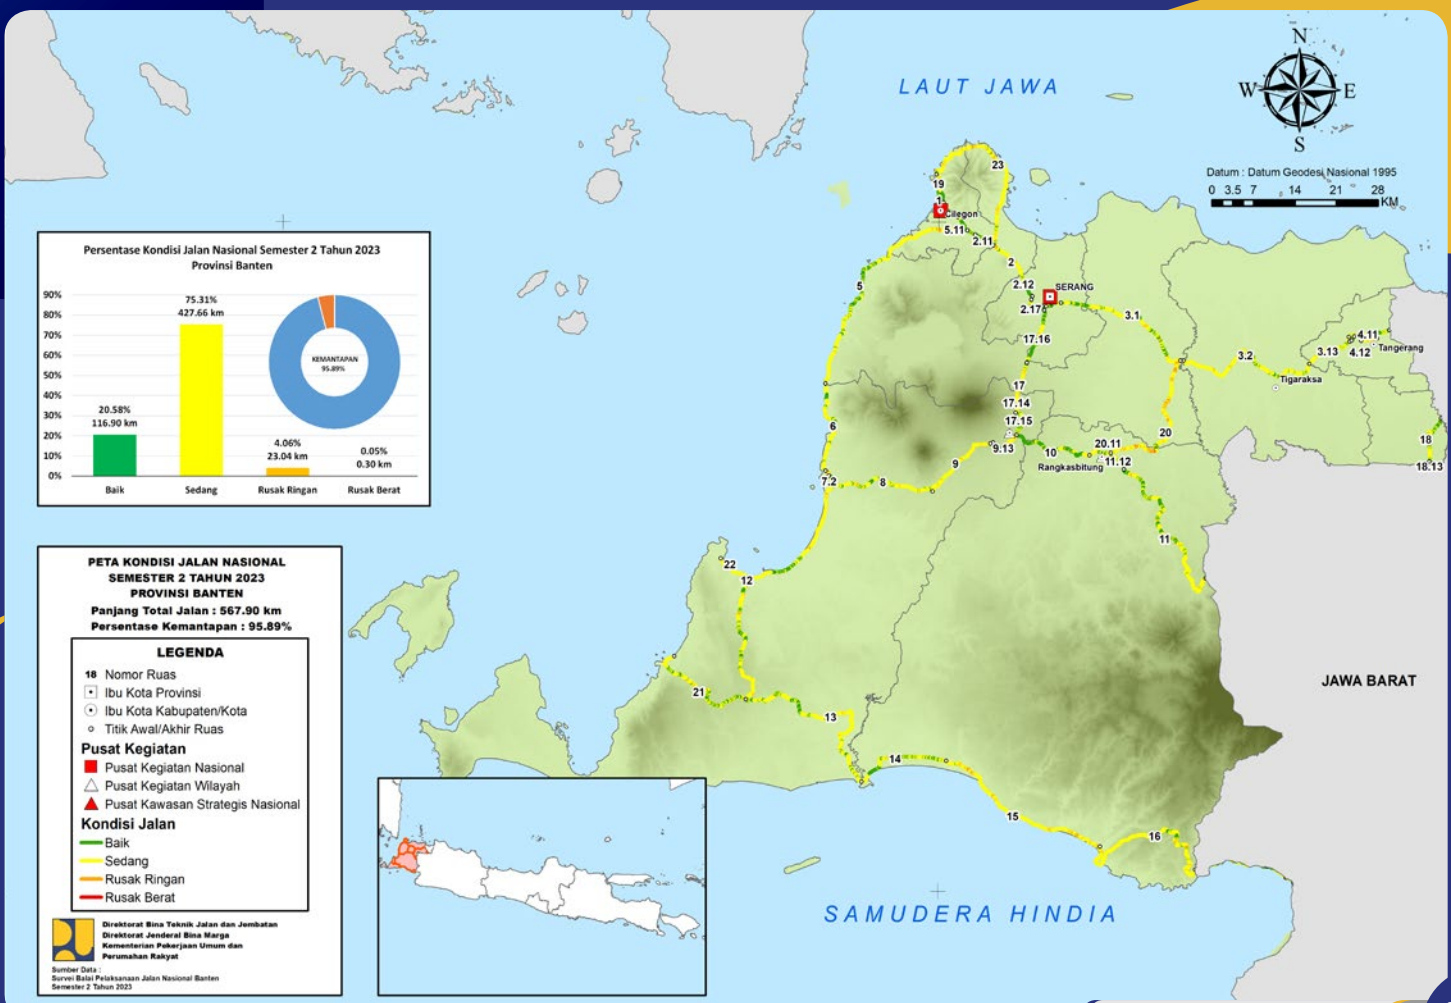 LAUT JAWA
N
W
E
S
Datum : Datum Geodesi Nasional 1995
0 3.5 7 14 21 28
KM
Persentase Kondisi Jalan Nasional Semester 2 Tahun 2023
Provinsi Banten
90%
80%
70%
60%
50%
40%
30%
20%
10%
0%
20.58%
116.90 km
75.31%
427.66 km
4.06%
23.04 km
0.05%
0.30 km
KEMANTAPAN
95.89%
Baik
Sedang
Rusak Ringan
Rusak Berat
23
19
1
Cilegon
5.11
2.11
2
5
2.12
SERANG
2.17
3.1
17.16
4.11
3.13
4.12
Tangerang
3.2
Tigaraksa
17
17.14
17.15
6
20
18
18.13
9.13
10
20.11
Rangkasbitung
11.12
9
7.2
8
11
22
12
21
13
14
15
16
JAWA BARAT
SAMUDERA HINDIA
PETA KONDISI JALAN NASIONAL
SEMESTER 2 TAHUN 2023
PROVINSI BANTEN
Panjang Total Jalan : 567.90 km
Persentase Kemantapan : 95.89%
LEGENDA
18 Nomor Ruas
Ibu Kota Provinsi
Ibu Kota Kabupaten/Kota
Titik Awal/Akhir Ruas
Pusat Kegiatan
Pusat Kegiatan Nasional
Pusat Kegiatan Wilayah
Pusat Kawasan Strategis Nasional
Kondisi Jalan
Baik
Sedang
Rusak Ringan
Rusak Berat
Direktorat Bina Teknik Jalan dan Jembatan
Direktorat Jenderal Bina Marga
Kementerian Pekerjaan Umum dan
Perumahan Rakyat
Sumber Data :
Survei Balai Pelaksanaan Jalan Nasional Banten
Semester 2 Tahun 2023